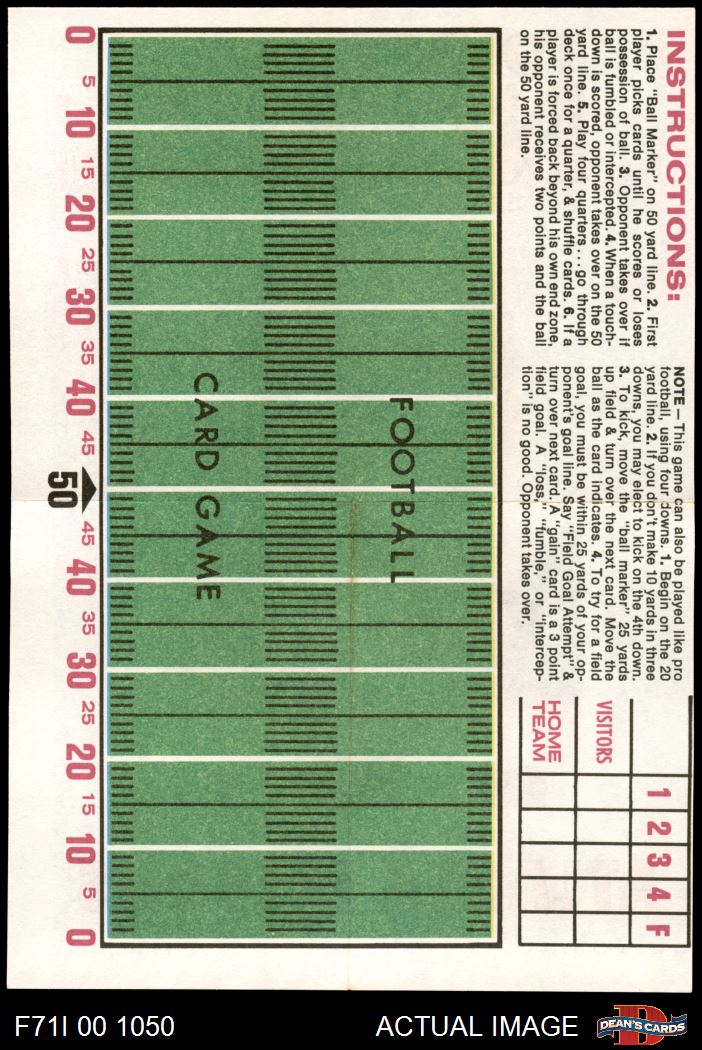 INSTRUCTIONS:
1. Place "Ball Marker" on 50 yard line. 2. First
player picks cards until he scores or loses
possession of ball. 3. Opponent takes over if
ball is fumbled or intercepted. 4. When a touch-
down is scored, opponent takes over on the 50
yard line. 5. Play four quarters . . . go through
deck once for a quarter, & shuffle cards. 6. If a
player is forced back beyond his own end zone,
his opponent receives two points and the ball
on the 50 yard line.
NOTE — This game can also be played like pro
football, using four downs. 1. Begin on the 20
yard line. 2. If you don't make 10 yards in three
downs, you may elect to kick on the 4th down.
3. To kick, move the "ball marker" 25 yards
up field & turn over the next card. Move the
ball as the card indicates. 4. To try for a field
goal, you must be within 25 yards of your op-
ponent's goal line. Say "Field Goal Attempt" &
turn over next card. A "gain" card is a 3 point
field goal. A "loss," "fumble," or "intercep-
tion" is no good. Opponent takes over.
1 2 3 4 F
VISITORS
HOME
TEAM
FOOTBALL
CARD GAME
0 5 10 15 20 25 30 35 40 45 50 45 40 35 30 25 20 15 10 5 0
F71I 00 1050
ACTUAL IMAGE
D
DEAN'S CARDS